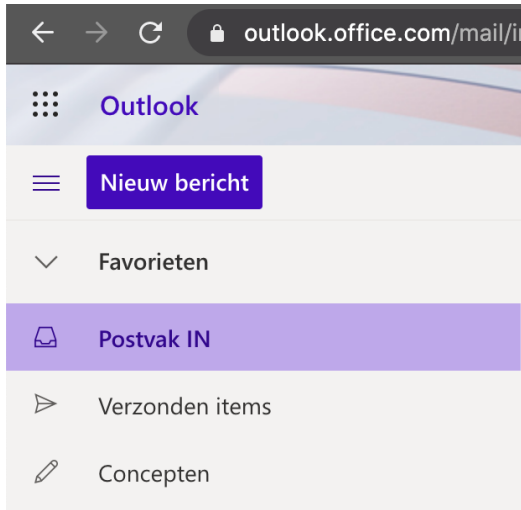 outlook.office.com/mail/i
Outlook
Nieuw bericht
Favorieten
Postvak IN
Verzonden items
Concepten